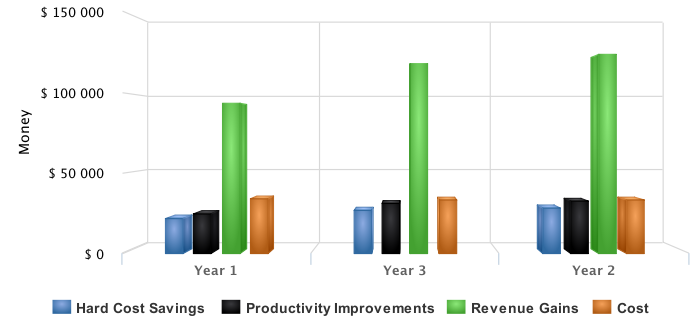 $ 150 000
$ 100 000
$ 50 000
$ 0
Money
Year 1 Year 3 Year 2
Hard Cost Savings Productivity Improvements Revenue Gains Cost